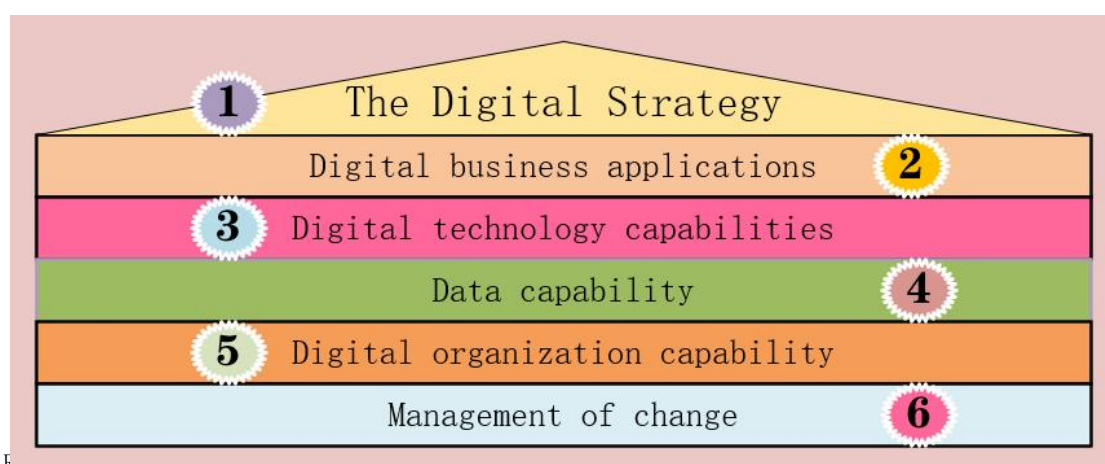 1 The Digital Strategy
Digital business applications 2
3 Digital technology capabilities
Data capability 4
5 Digital organization capability
Management of change 6